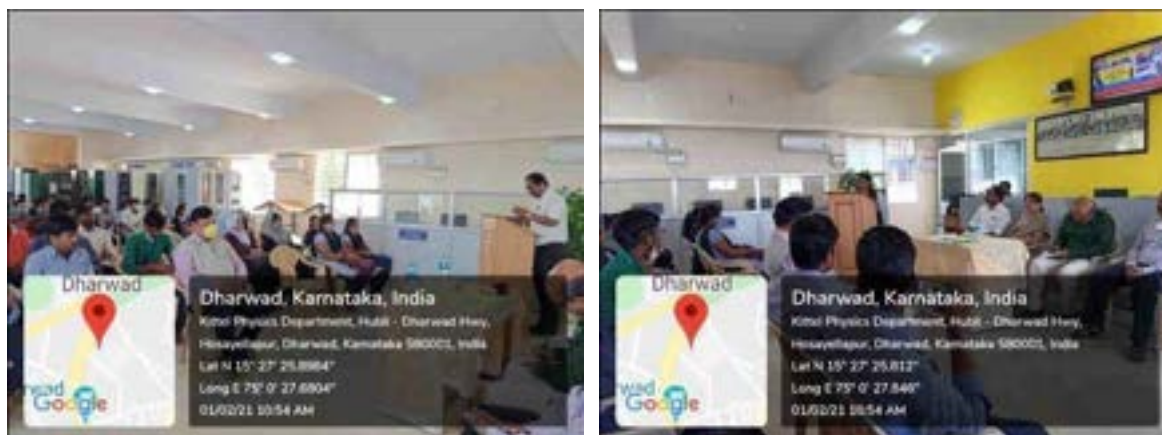 Dharwad
Dharwad, Karnataka, India
Kittel Physics Department, Hubli - Dharwad Hwy,
Hosayellapur, Dharwad, Karnataka 580001, India
Lat N 15° 27' 25.8984"
Long E 75° 0' 27.6804"
01/02/21 10:54 AM
Google
Dharwad
Dharwad, Karnataka, India
Kittel Physics Department, Hubli - Dharwad Hwy,
Hosayellapur, Dharwad, Karnataka 580001, India
Lat N 15° 27' 25.812"
Long E 75° 0' 27.846"
01/02/21 10:54 AM
Google